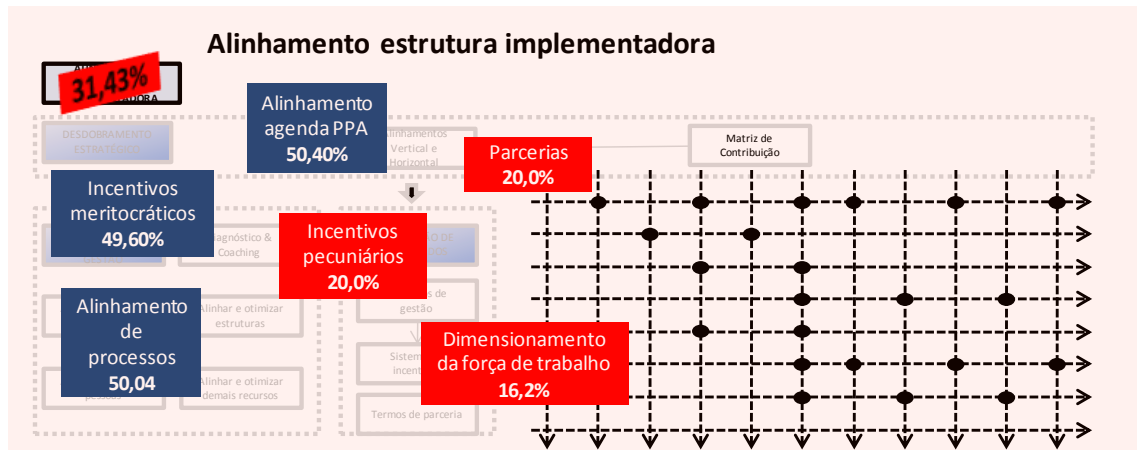 Alinhamento estrutura implementadora
31,43%
Alinhamento
agenda PPA
50,40%
DESDOBRAMENTO
ESTRATÉGICO
Alinhamentos
Vertical e
Horizontal
Parcerias
20,0%
Matriz de
Contribuição
Incentivos
meritocráticos
49,60%
Coaching
Incentivos
pecuniários
20,0%
Alinhamento
de
processos
50,04
Alinhar e otimizar
estruturas
gestão
Dimensionamento
da força de trabalho
16,2%
Alinhar e otimizar
demais recursos
Termos de parceria